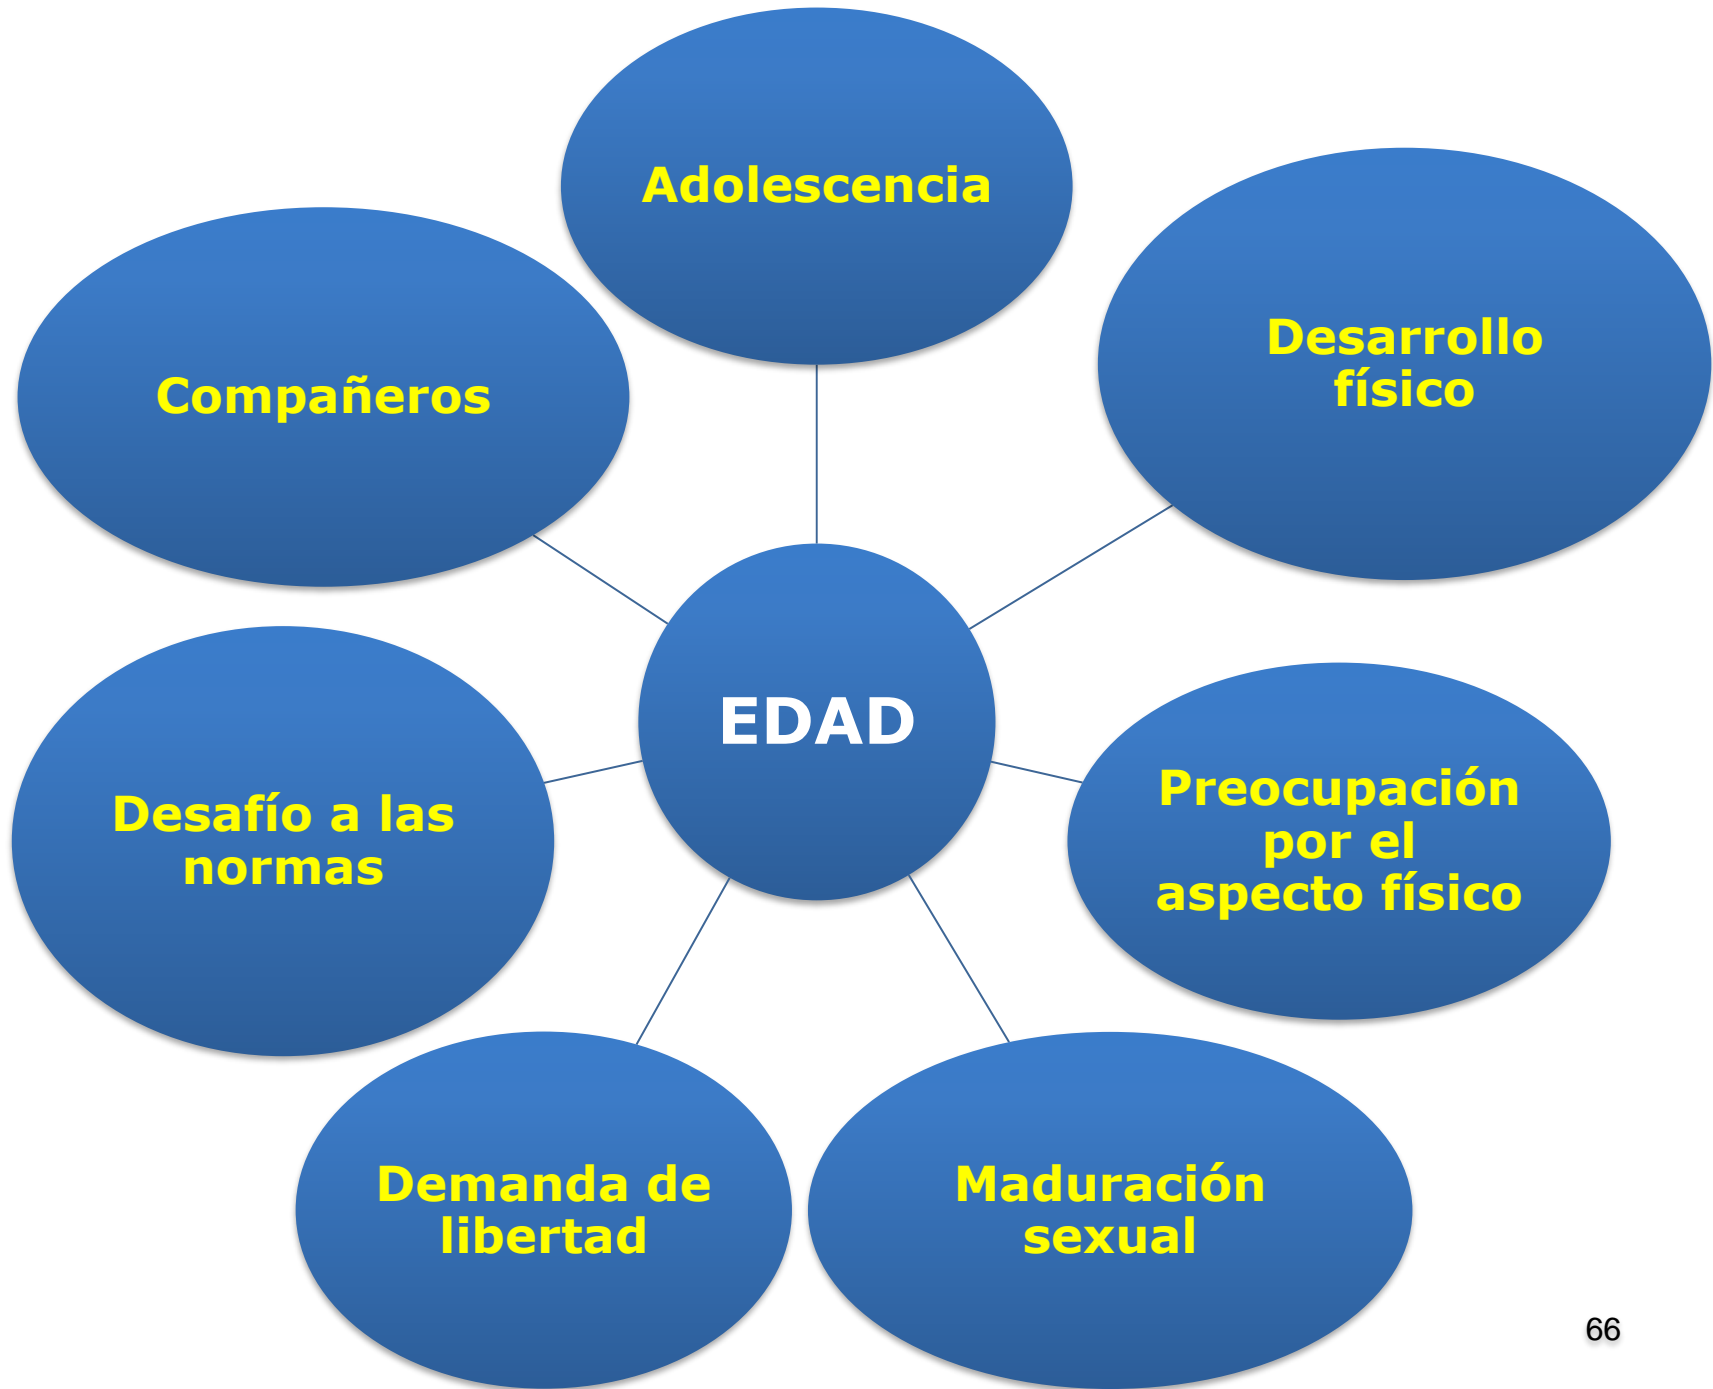 Adolescencia
Desarrollo
físico
Compañeros
EDAD
Preocupación
por el
aspecto físico
Desafío a las
normas
Demanda de
libertad
Maduración
sexual
66